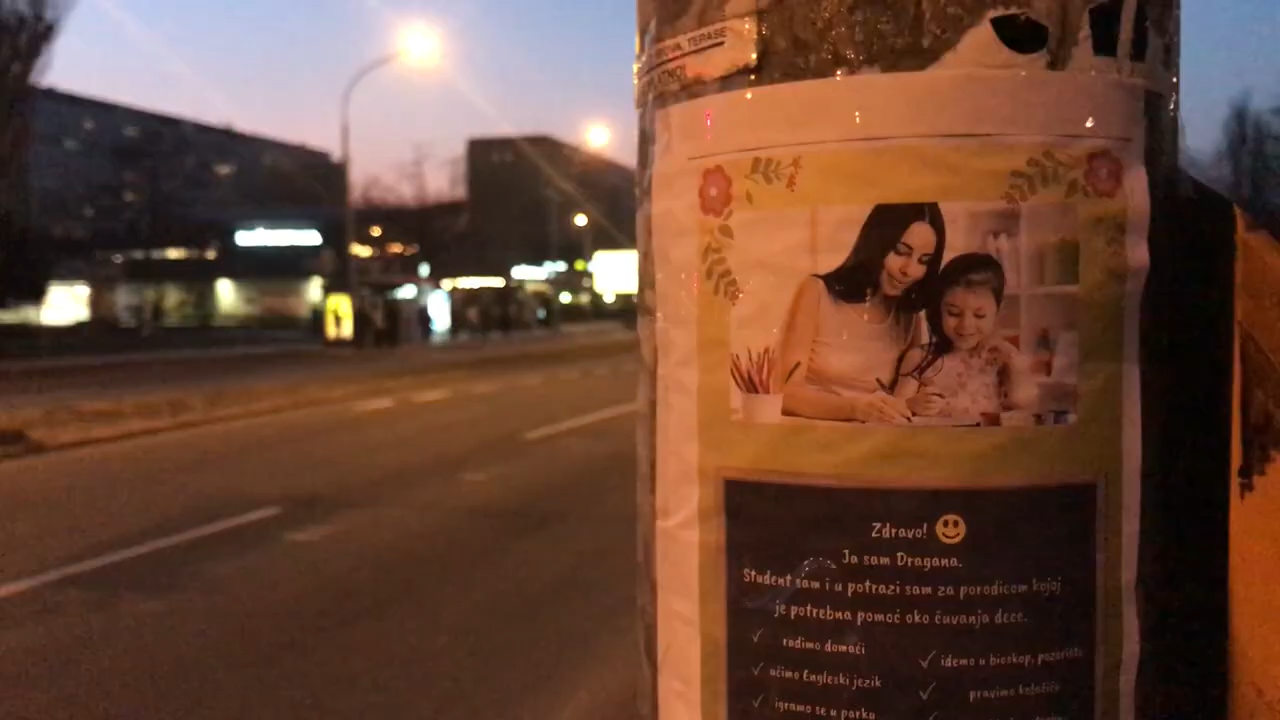 TERASE
Zdravo!
Ja sam Dragana.
Student sam i u potrazi sam za porodicom kojoj
je potrebna pomoć oko čuvanja dece.
radimo domaći
idemo u bioskop, pozorište
učimo Engleski jezik
pravimo kolačiće
igramo se u parku